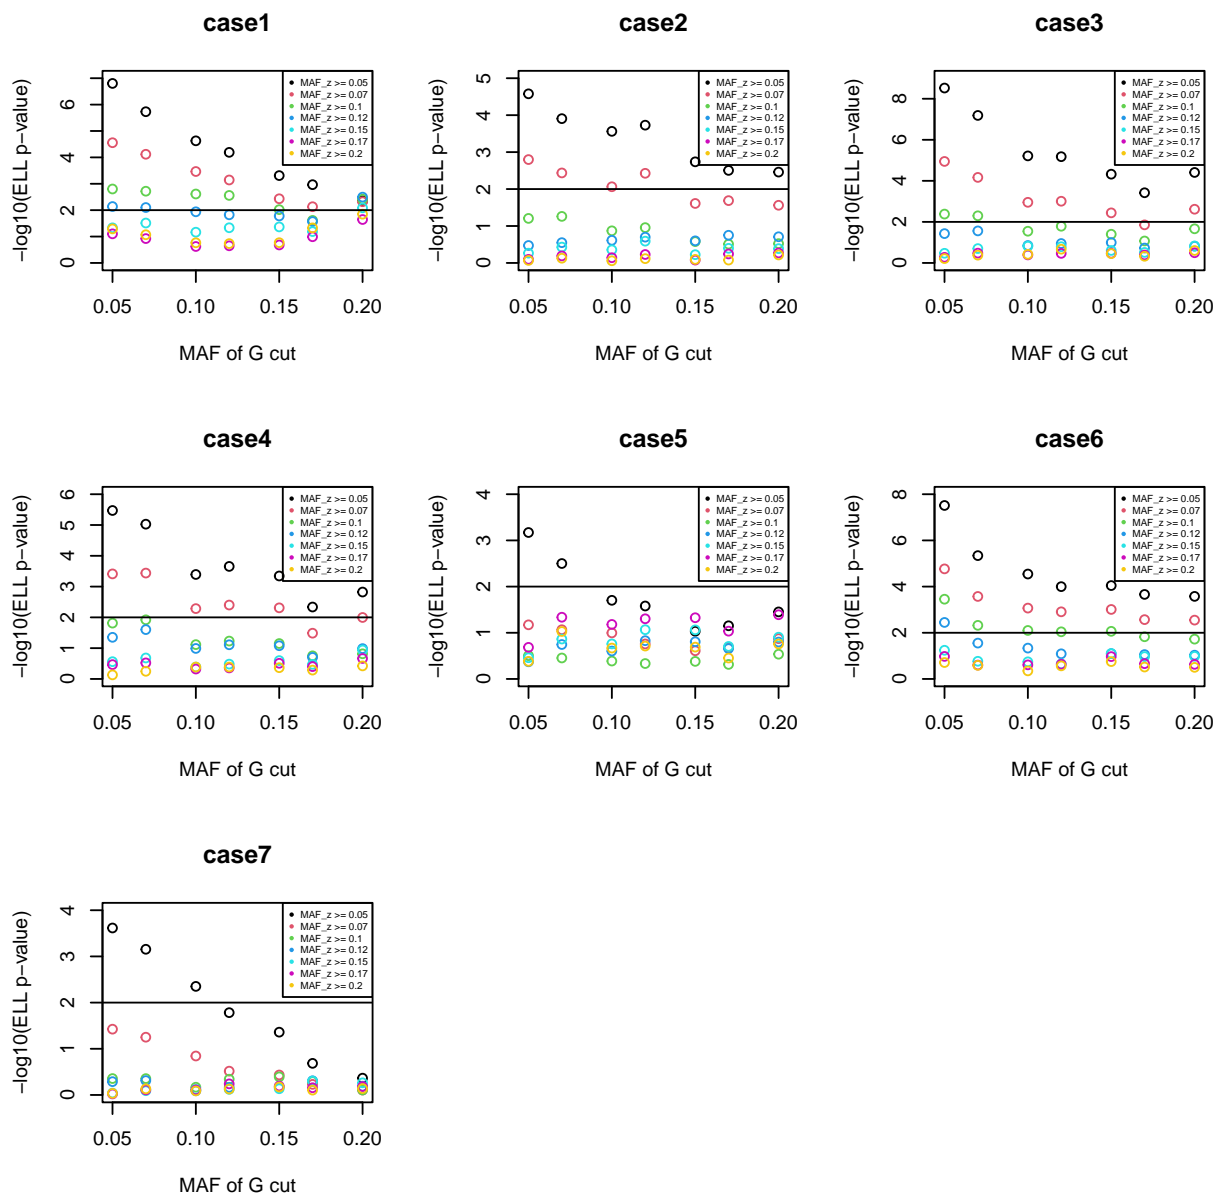 case1
−log10(ELL p−value)
6
4
2
0
MAF_z >= 0.05
MAF_z >= 0.07
MAF_z >= 0.1
MAF_z >= 0.12
MAF_z >= 0.15
MAF_z >= 0.17
MAF_z >= 0.2
0.05 0.10 0.15 0.20
MAF of G cut
case2
−log10(ELL p−value)
5
4
3
2
1
0
MAF_z >= 0.05
MAF_z >= 0.07
MAF_z >= 0.1
MAF_z >= 0.12
MAF_z >= 0.15
MAF_z >= 0.17
MAF_z >= 0.2
0.05 0.10 0.15 0.20
MAF of G cut
case3
−log10(ELL p−value)
8
6
4
2
0
MAF_z >= 0.05
MAF_z >= 0.07
MAF_z >= 0.1
MAF_z >= 0.12
MAF_z >= 0.15
MAF_z >= 0.17
MAF_z >= 0.2
0.05 0.10 0.15 0.20
MAF of G cut
case4
−log10(ELL p−value)
6
5
4
3
2
1
0
MAF_z >= 0.05
MAF_z >= 0.07
MAF_z >= 0.1
MAF_z >= 0.12
MAF_z >= 0.15
MAF_z >= 0.17
MAF_z >= 0.2
0.05 0.10 0.15 0.20
MAF of G cut
case5
−log10(ELL p−value)
4
3
2
1
0
MAF_z >= 0.05
MAF_z >= 0.07
MAF_z >= 0.1
MAF_z >= 0.12
MAF_z >= 0.15
MAF_z >= 0.17
MAF_z >= 0.2
0.05 0.10 0.15 0.20
MAF of G cut
case6
−log10(ELL p−value)
8
6
4
2
0
MAF_z >= 0.05
MAF_z >= 0.07
MAF_z >= 0.1
MAF_z >= 0.12
MAF_z >= 0.15
MAF_z >= 0.17
MAF_z >= 0.2
0.05 0.10 0.15 0.20
MAF of G cut
case7
−log10(ELL p−value)
4
3
2
1
0
MAF_z >= 0.05
MAF_z >= 0.07
MAF_z >= 0.1
MAF_z >= 0.12
MAF_z >= 0.15
MAF_z >= 0.17
MAF_z >= 0.2
0.05 0.10 0.15 0.20
MAF of G cut